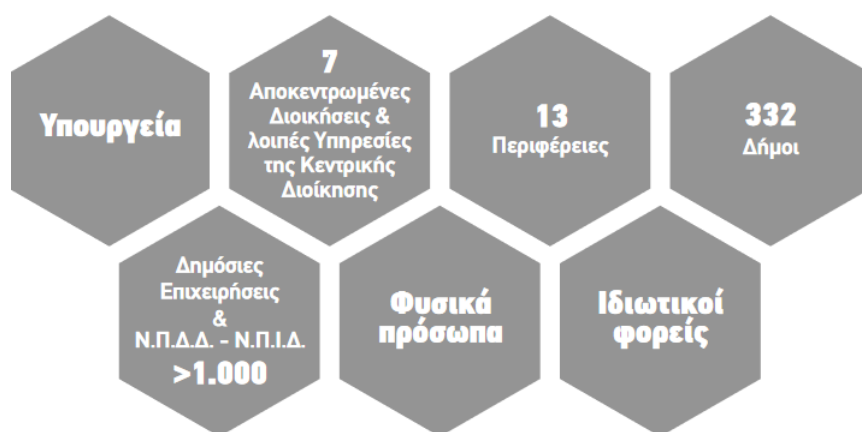 Υπουργεία
7
Αποκεντρωμένες
Διοικήσεις &
λοιπές Υπηρεσίες
της Κεντρικής
Διοίκησης
13
Περιφέρειες
332
Δήμοι
Δημόσιες
Επιχειρήσεις
&
Ν.Π.Δ.Δ. - Ν.Π.Ι.Δ.
>1.000
Φυσικά
πρόσωπα
Ιδιωτικοί
φορείς